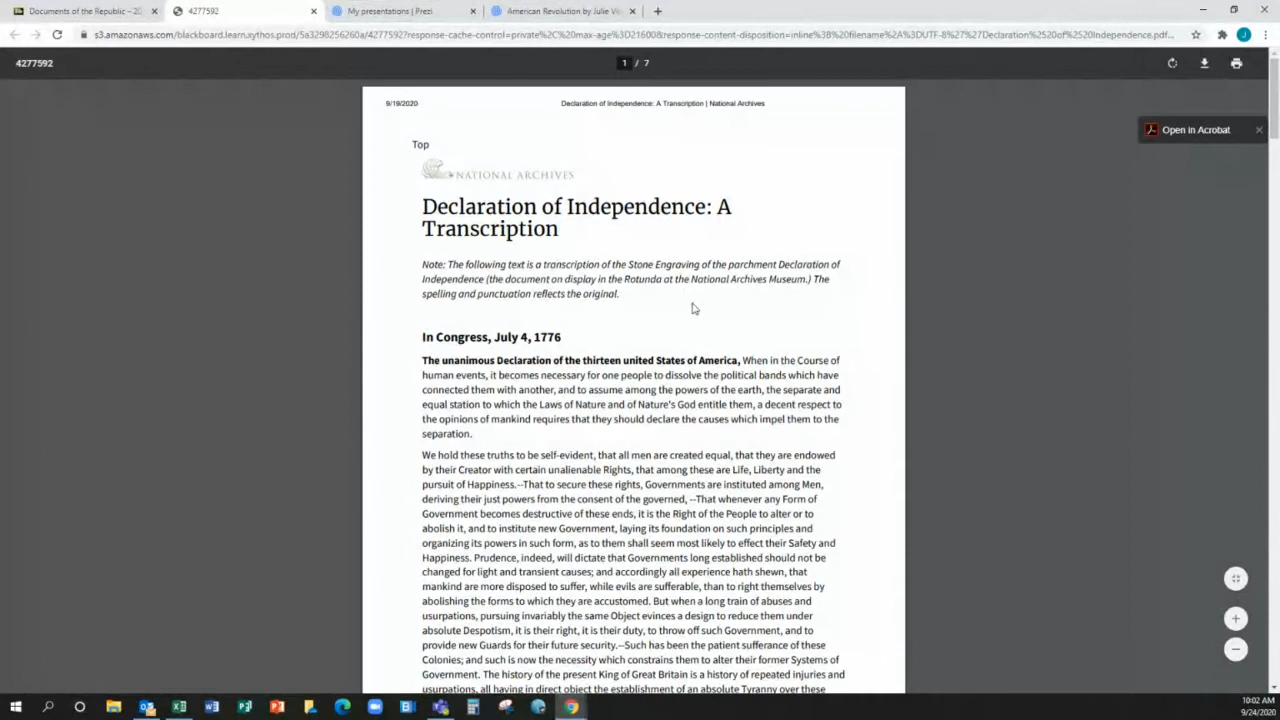 Documents of the Republic – 20
4277592
My presentations | Prezi
American Revolution by Julie Ve
s3.amazonaws.com/blackboard.learn.xythos.prod/5a3298256260a/4277592?response-cache-control=private%2C%20max-age%3D21600&response-content-disposition=inline%3B%20filename%2A%3DUTF-8%27%27Declaration%2520of%2520Independence.pdf...
J
4277592
1 / 7
Open in Acrobat
9/19/2020
Declaration of Independence: A Transcription | National Archives
Top
NATIONAL ARCHIVES
Declaration of Independence: A
Transcription
Note: The following text is a transcription of the Stone Engraving of the parchment Declaration of
Independence (the document on display in the Rotunda at the National Archives Museum.) The
spelling and punctuation reflects the original.
In Congress, July 4, 1776
The unanimous Declaration of the thirteen united States of America, When in the Course of
human events, it becomes necessary for one people to dissolve the political bands which have
connected them with another, and to assume among the powers of the earth, the separate and
equal station to which the Laws of Nature and of Nature's God entitle them, a decent respect to
the opinions of mankind requires that they should declare the causes which impel them to the
separation.
We hold these truths to be self-evident, that all men are created equal, that they are endowed
by their Creator with certain unalienable Rights, that among these are Life, Liberty and the
pursuit of Happiness.--That to secure these rights, Governments are instituted among Men,
deriving their just powers from the consent of the governed, --That whenever any Form of
Government becomes destructive of these ends, it is the Right of the People to alter or to
abolish it, and to institute new Government, laying its foundation on such principles and
organizing its powers in such form, as to them shall seem most likely to effect their Safety and
Happiness. Prudence, indeed, will dictate that Governments long established should not be
changed for light and transient causes; and accordingly all experience hath shewn, that
mankind are more disposed to suffer, while evils are sufferable, than to right themselves by
abolishing the forms to which they are accustomed. But when a long train of abuses and
usurpations, pursuing invariably the same Object evinces a design to reduce them under
absolute Despotism, it is their right, it is their duty, to throw off such Government, and to
provide new Guards for their future security.--Such has been the patient sufferance of these
Colonies; and such is now the necessity which constrains them to alter their former Systems of
Government. The history of the present King of Great Britain is a history of repeated injuries and
usurpations, all having in direct object the establishment of an absolute Tyranny over these
10:02 AM
9/24/2020